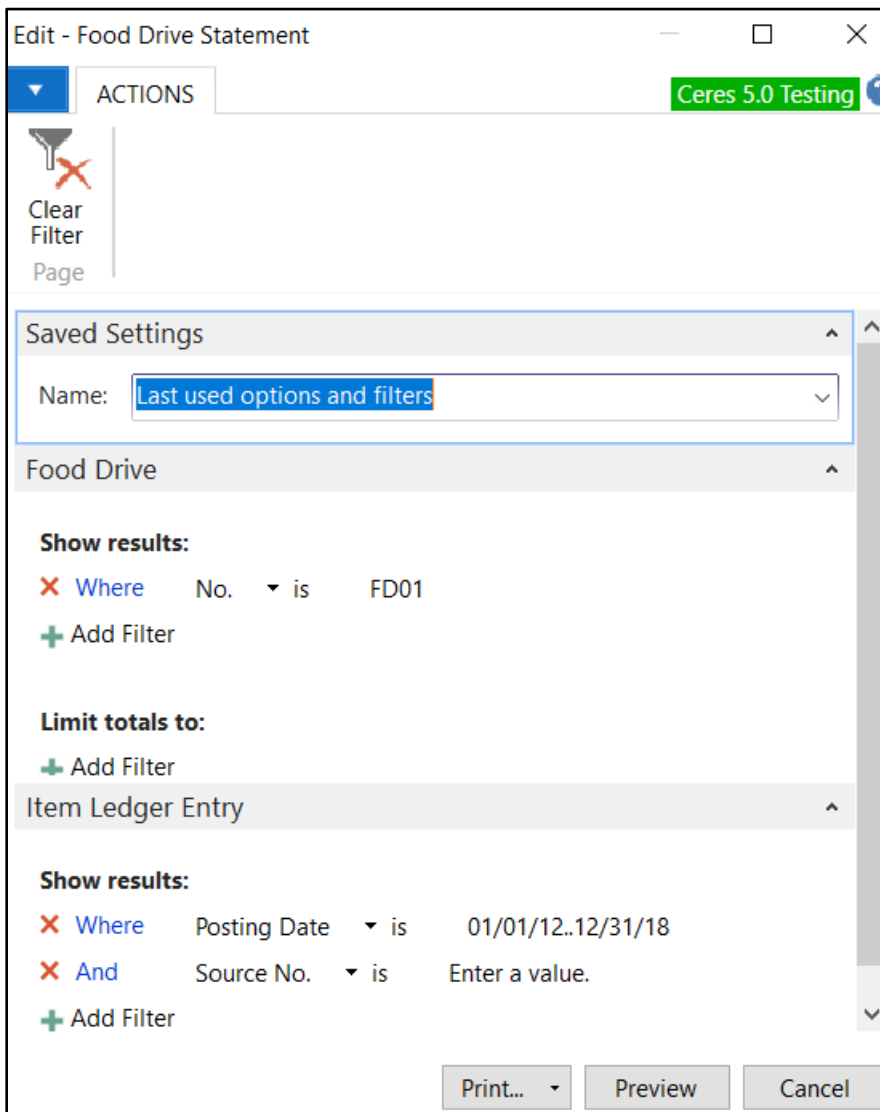 Edit - Food Drive Statement
ACTIONS
Ceres 5.0 Testing
Clear
Filter
Page
Saved Settings
Name: Last used options and filters
Food Drive
Show results:
Where No. is FD01
Add Filter
Limit totals to:
Add Filter
Item Ledger Entry
Show results:
Where Posting Date is 01/01/12..12/31/18
And Source No. is Enter a value.
Add Filter
Print... Preview Cancel